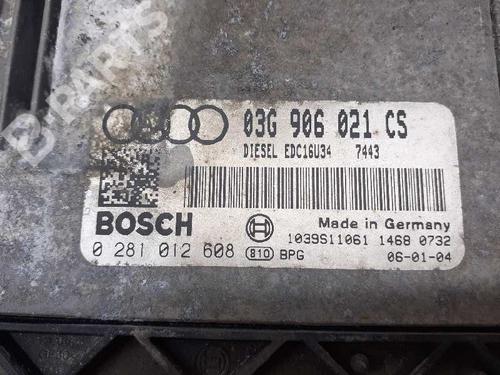 B-PARTS
03G 906 021 CS
DIESEL EDC16U34 7443
BOSCH
Made in Germany
0 281 012 608
810 BPG
1039S11061 1468 0732
06-01-04